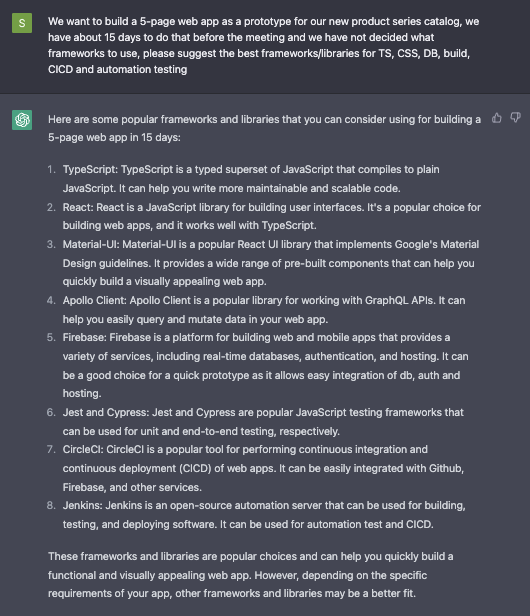 S
We want to build a 5-page web app as a prototype for our new product series catalog, we
have about 15 days to do that before the meeting and we have not decided what
frameworks to use, please suggest the best frameworks/libraries for TS, CSS, DB, build,
CICD and automation testing
Here are some popular frameworks and libraries that you can consider using for building a
5-page web app in 15 days:
1. TypeScript: TypeScript is a typed superset of JavaScript that compiles to plain
JavaScript. It can help you write more maintainable and scalable code.
2. React: React is a JavaScript library for building user interfaces. It's a popular choice for
building web apps, and it works well with TypeScript.
3. Material-UI: Material-UI is a popular React UI library that implements Google's Material
Design guidelines. It provides a wide range of pre-built components that can help you
quickly build a visually appealing web app.
4. Apollo Client: Apollo Client is a popular library for working with GraphQL APIs. It can
help you easily query and mutate data in your web app.
5. Firebase: Firebase is a platform for building web and mobile apps that provides a
variety of services, including real-time databases, authentication, and hosting. It can
be a good choice for a quick prototype as it allows easy integration of db, auth and
hosting.
6. Jest and Cypress: Jest and Cypress are popular JavaScript testing frameworks that
can be used for unit and end-to-end testing, respectively.
7. CircleCI: CircleCI is a popular tool for performing continuous integration and
continuous deployment (CICD) of web apps. It can be easily integrated with Github,
Firebase, and other services.
8. Jenkins: Jenkins is an open-source automation server that can be used for building,
testing, and deploying software. It can be used for automation test and CICD.
These frameworks and libraries are popular choices and can help you quickly build a
functional and visually appealing web app. However, depending on the specific
requirements of your app, other frameworks and libraries may be a better fit.